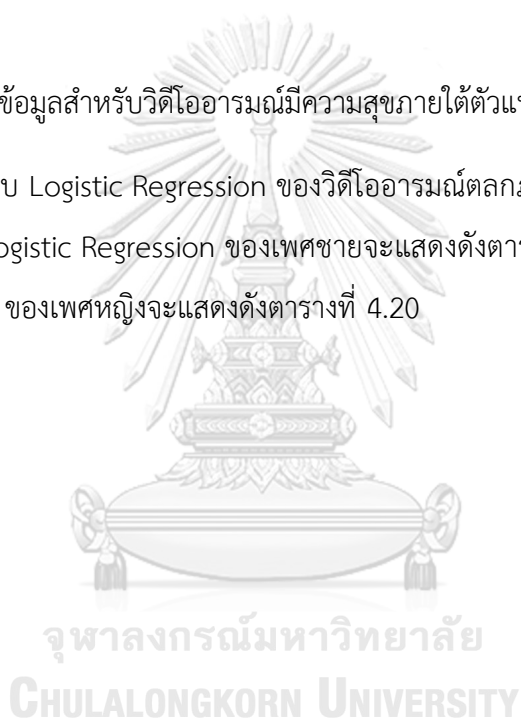 ข้อมูลสำหรับวิดีโออารมณ์มีความสุขภายใต้ตัวแ
บ Logistic Regression ของวิดีโออารมณ์ตลกภ
ogistic Regression ของเพศชายจะแสดงดังตาร
ของเพศหญิงจะแสดงดังตารางที่ 4.20
จุฬาลงกรณ์มหาวิทยาลัย
CHULALONGKORN UNIVERSITY